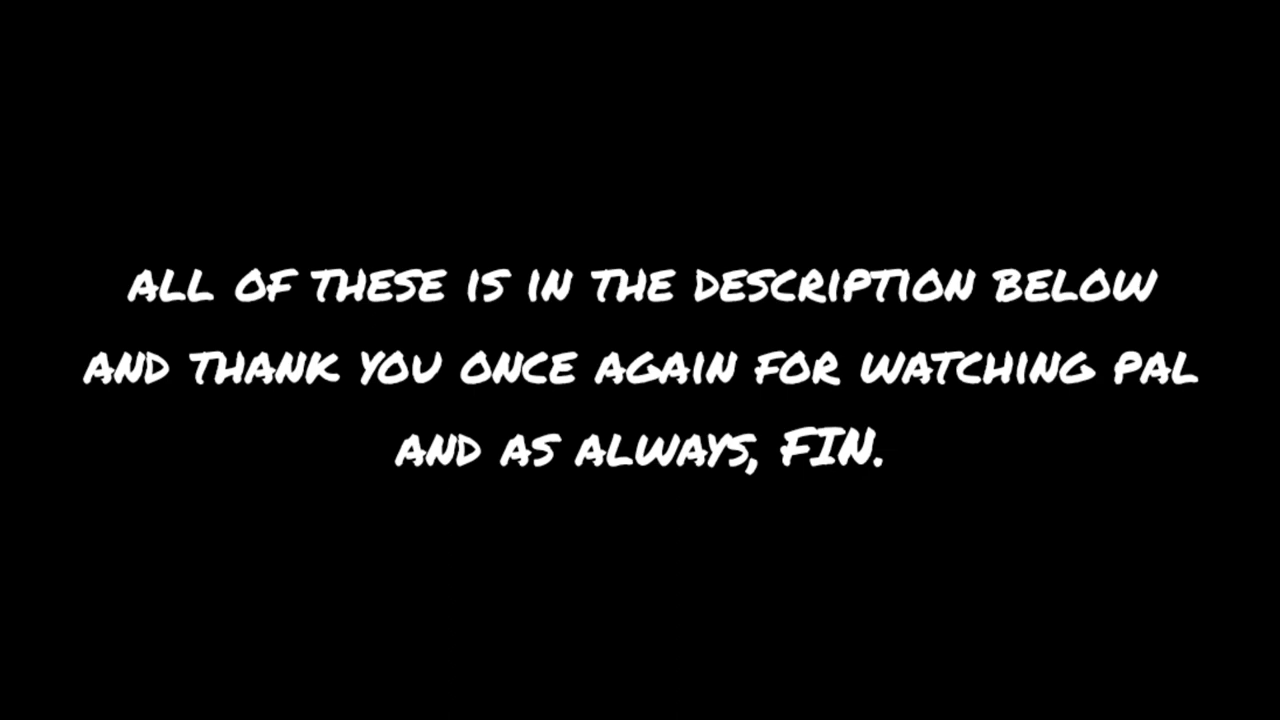 all of these is in the description below
and thank you once again for watching pal
and as always, FIN.